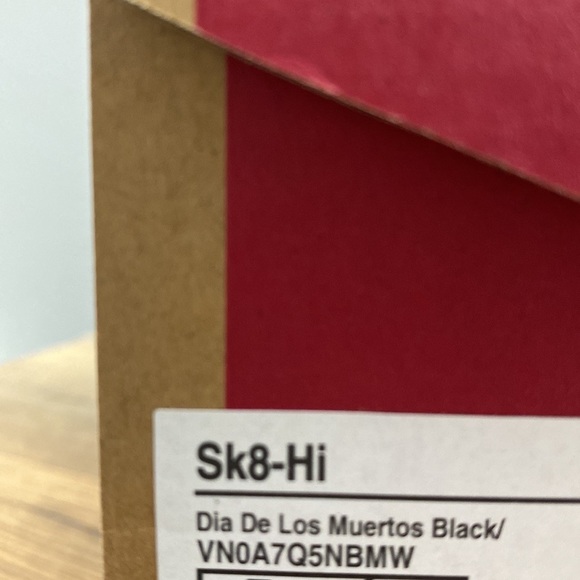 Sk8-Hi
Dia De Los Muertos Black/
VN0A7Q5NBMW